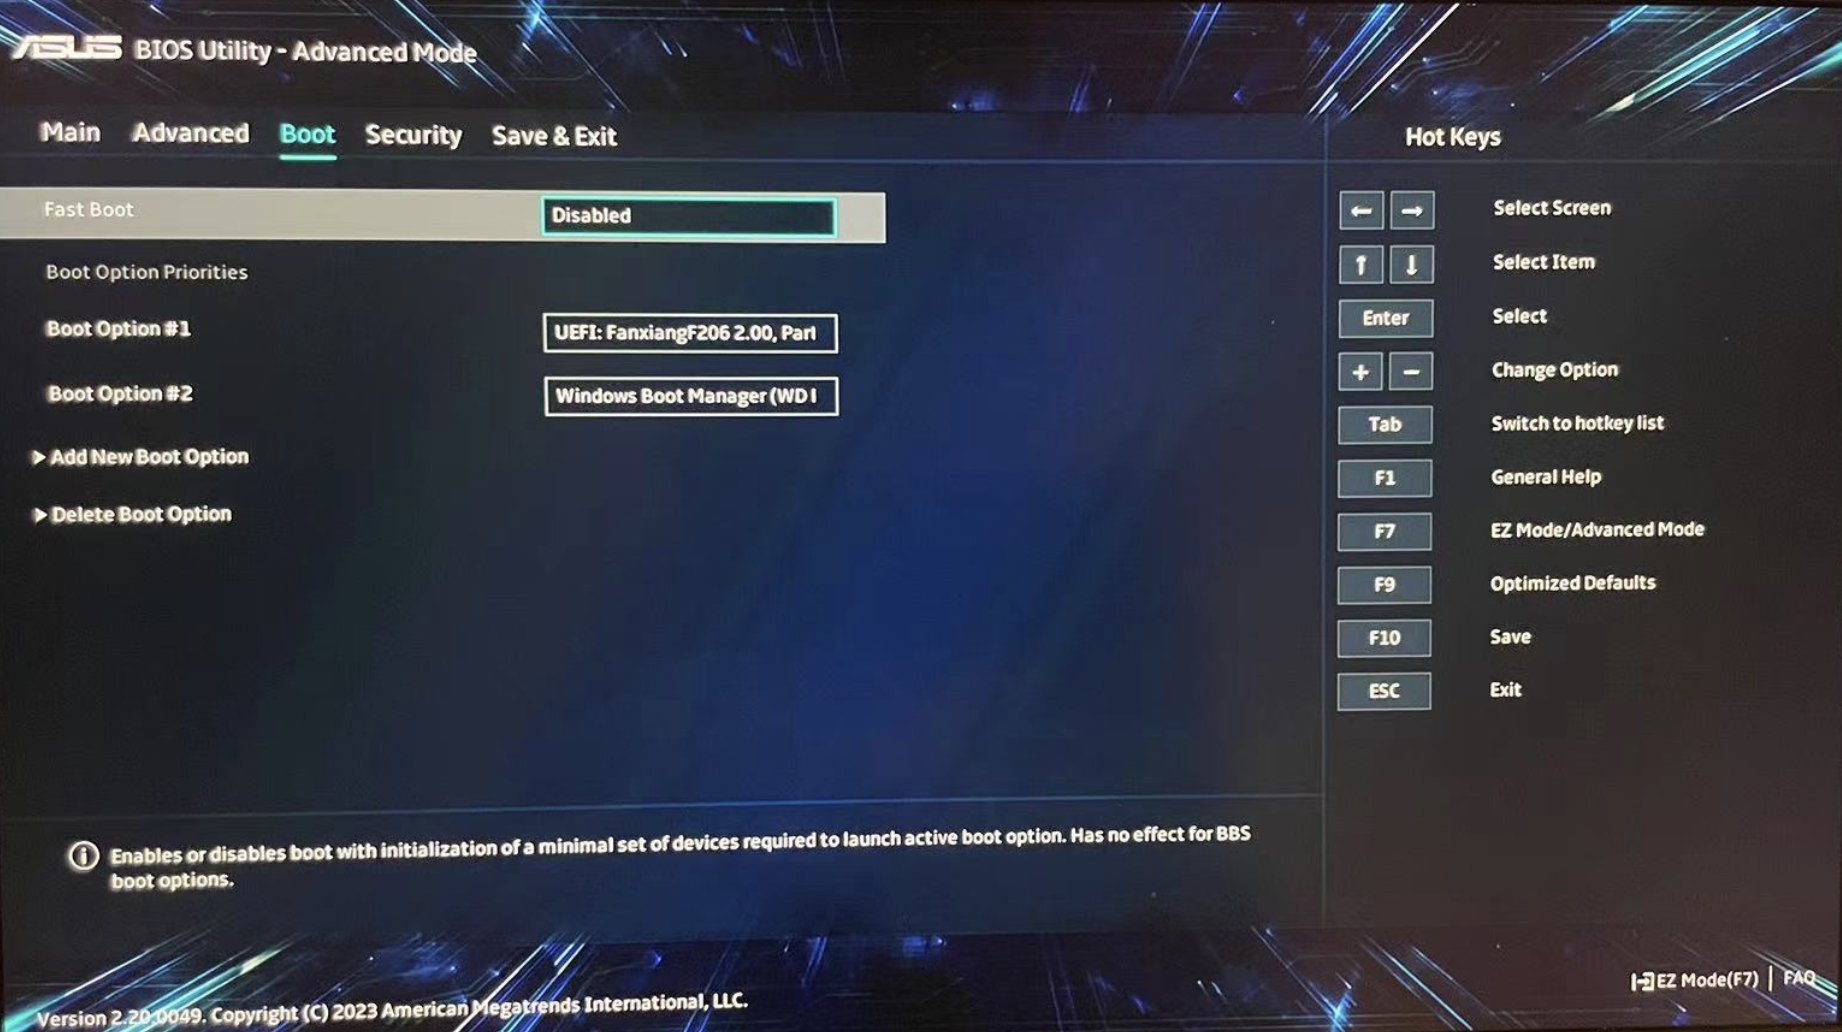 ASUS BIOS Utility - Advanced Mode
Main Advanced Boot Security Save & Exit
Hot Keys
Fast Boot Disabled
Boot Option Priorities
Boot Option #1 UEFI: FanxiangF206 2.00, Part
Boot Option #2 Windows Boot Manager (WD
Add New Boot Option
Delete Boot Option
← → Select Screen
↑ ↓ Select Item
Enter Select
+ − Change Option
Tab Switch to hotkey list
F1 General Help
F7 EZ Mode/Advanced Mode
F9 Optimized Defaults
F10 Save
ESC Exit
Enables or disables boot with initialization of a minimal set of devices required to launch active boot option. Has no effect for BBS
boot options.
EZ Mode(F7) | FAQ
Version 2.20.0049. Copyright (C) 2023 American Megatrends International, LLC.